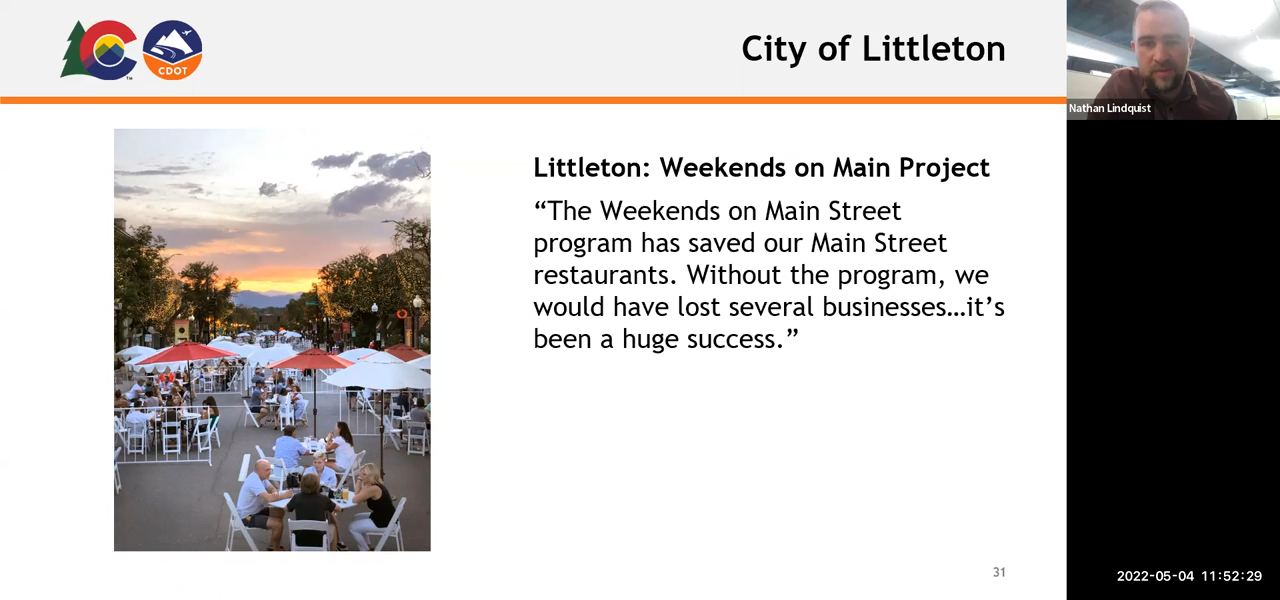 CDOT
City of Littleton
Nathan Lindquist
Littleton: Weekends on Main Project
“The Weekends on Main Street
program has saved our Main Street
restaurants. Without the program, we
would have lost several businesses…it’s
been a huge success.”
31
2022-05-04 11:52:29